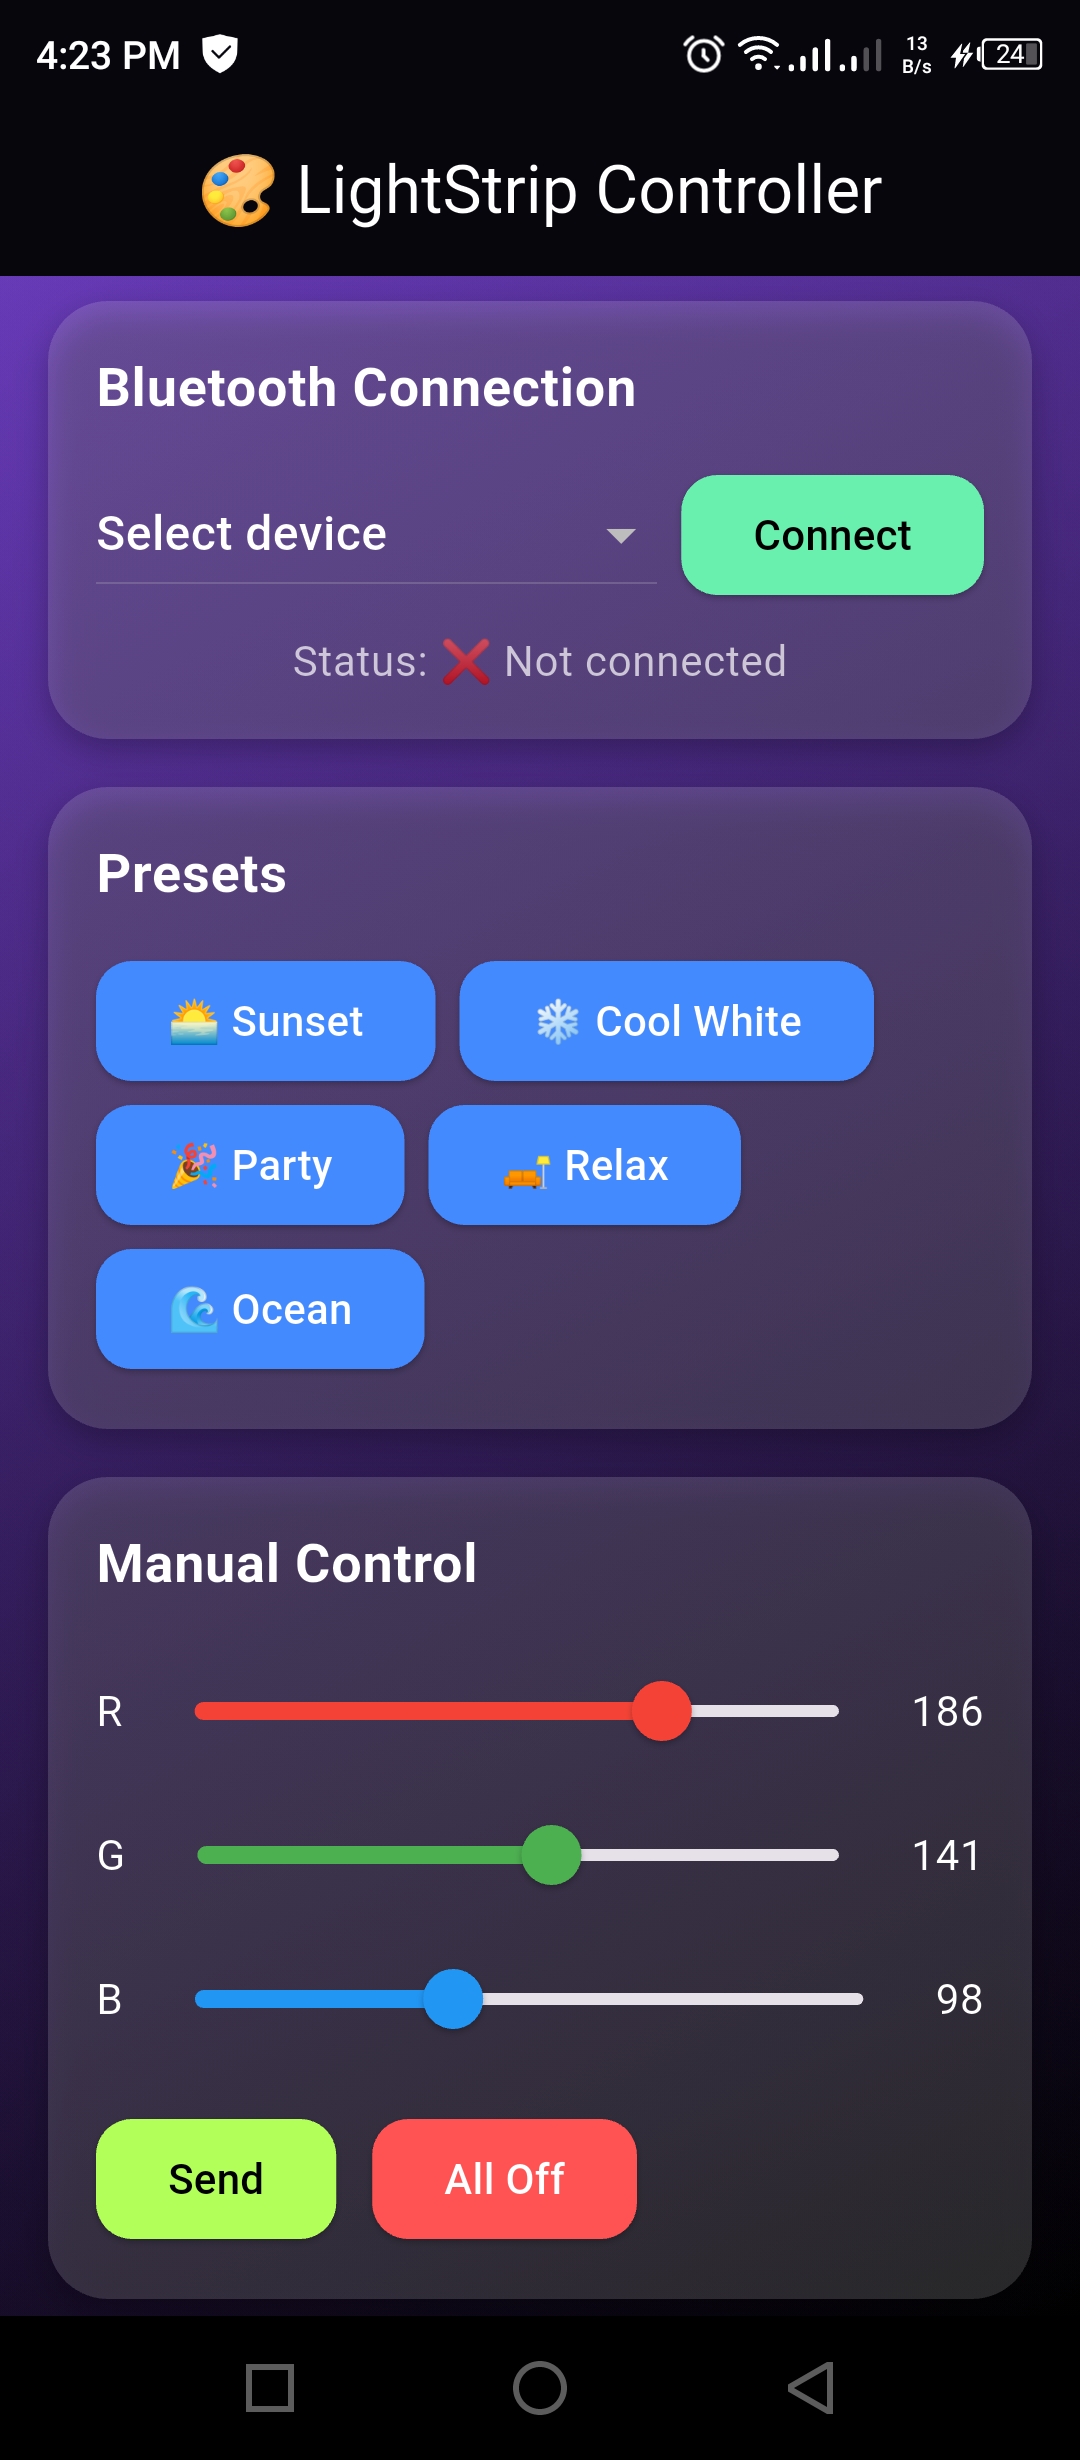 4:23 PM
13
B/s
24
🎨 LightStrip Controller
Bluetooth Connection
Select device
Connect
Status: ❌ Not connected
Presets
🌅 Sunset
❄️ Cool White
🎉 Party
🛋️ Relax
🌊 Ocean
Manual Control
R 186
G 141
B 98
Send
All Off